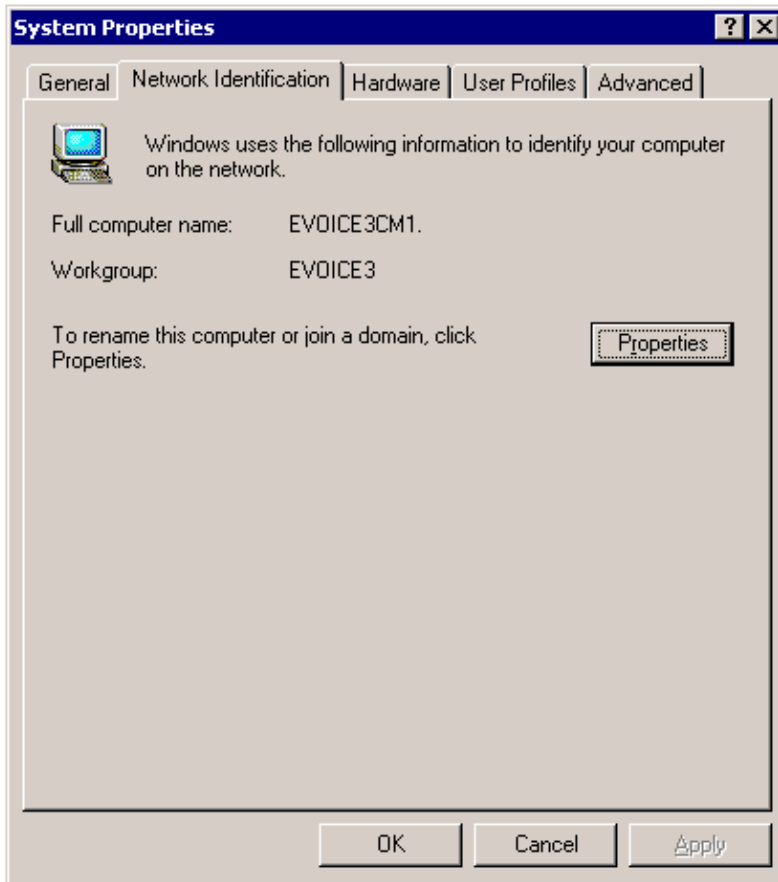 System Properties
General Network Identification Hardware User Profiles Advanced
Windows uses the following information to identify your computer
on the network.
Full computer name: EVOICE3CM1.
Workgroup: EVOICE3
To rename this computer or join a domain, click
Properties.
Properties
OK Cancel Apply